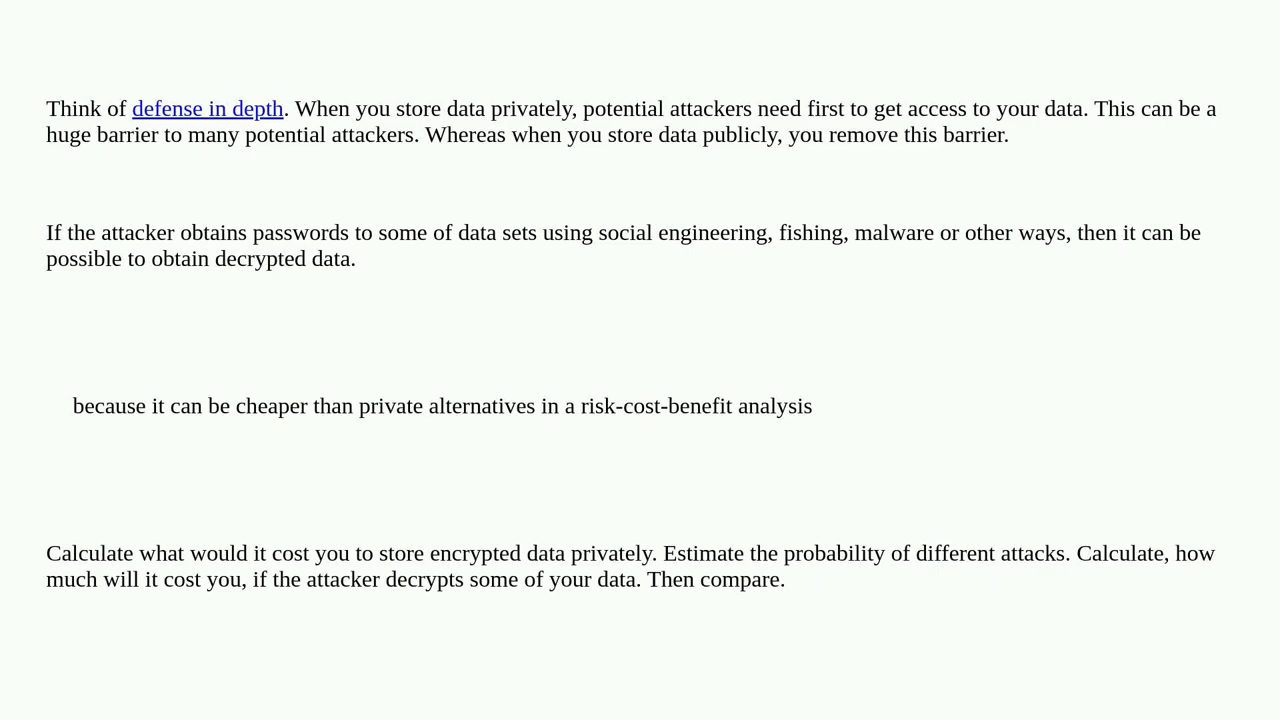 Think of defense in depth. When you store data privately, potential attackers need first to get access to your data. This can be a
huge barrier to many potential attackers. Whereas when you store data publicly, you remove this barrier.
If the attacker obtains passwords to some of data sets using social engineering, fishing, malware or other ways, then it can be
possible to obtain decrypted data.
because it can be cheaper than private alternatives in a risk-cost-benefit analysis
Calculate what would it cost you to store encrypted data privately. Estimate the probability of different attacks. Calculate, how
much will it cost you, if the attacker decrypts some of your data. Then compare.